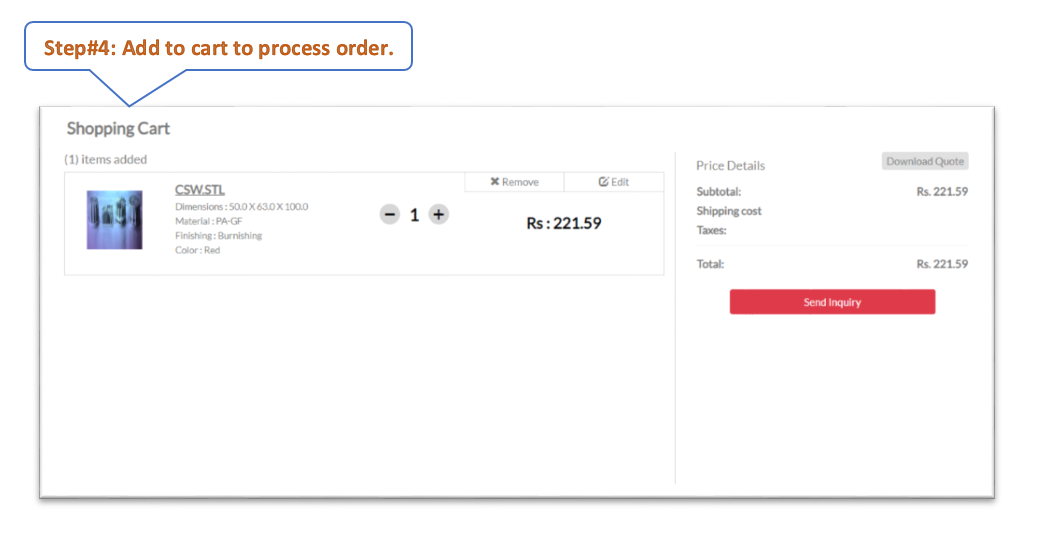 Step#4: Add to cart to process order.
Shopping Cart
(1) items added
Remove
Edit
CSW.STL
Dimensions : 50.0 X 63.0 X 100.0
Material : PA-GF
Finishing : Burnishing
Color : Red
− 1 +
Rs : 221.59
Price Details
Download Quote
Subtotal: Rs. 221.59
Shipping cost
Taxes:
Total: Rs. 221.59
Send Inquiry